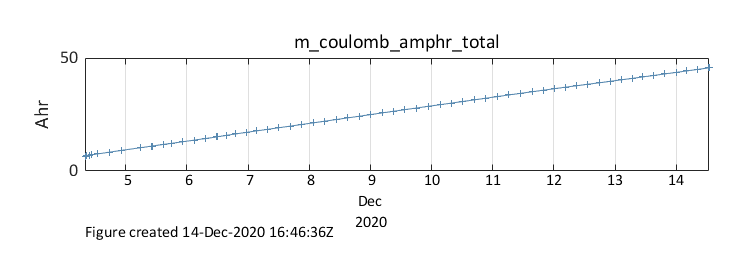 m_coulomb_amphr_total
50
Ahr
0
5 6 7 8 9 10 11 12 13 14
Dec
2020
Figure created 14-Dec-2020 16:46:36Z